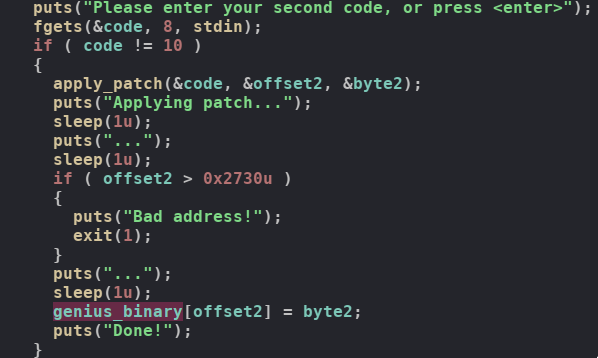 puts("Please enter your second code, or press <enter>");
fgets(&code, 8, stdin);
if ( code != 10 )
{
apply_patch(&code, &offset2, &byte2);
puts("Applying patch...");
sleep(1u);
puts("...");
sleep(1u);
if ( offset2 > 0x2730u )
{
puts("Bad address!");
exit(1);
}
puts("...");
sleep(1u);
genius_binary[offset2] = byte2;
puts("Done!");
}